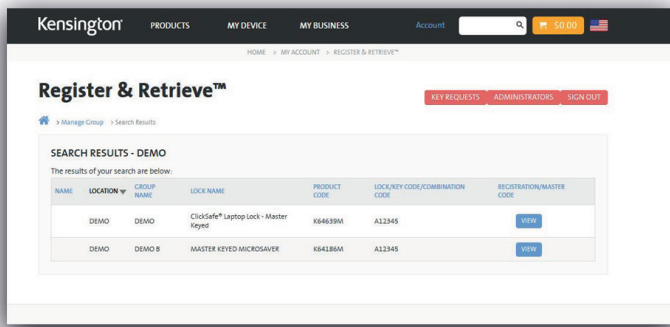 Kensington
PRODUCTS MY DEVICE MY BUSINESS Account $0.00
HOME > MY ACCOUNT > REGISTER & RETRIEVE™
Register & Retrieve™
KEY REQUESTS ADMINISTRATORS SIGN OUT
> Manage Group > Search Results
SEARCH RESULTS - DEMO
The results of your search are below:
NAME LOCATION GROUP NAME LOCK NAME PRODUCT CODE LOCK/KEY CODE/COMBINATION CODE REGISTRATION/MASTER CODE
DEMO DEMO ClickSafe® Laptop Lock - Master Keyed K64639M A12345 VIEW
DEMO DEMO B MASTER KEYED MICROSAVER K64186M A12345 VIEW